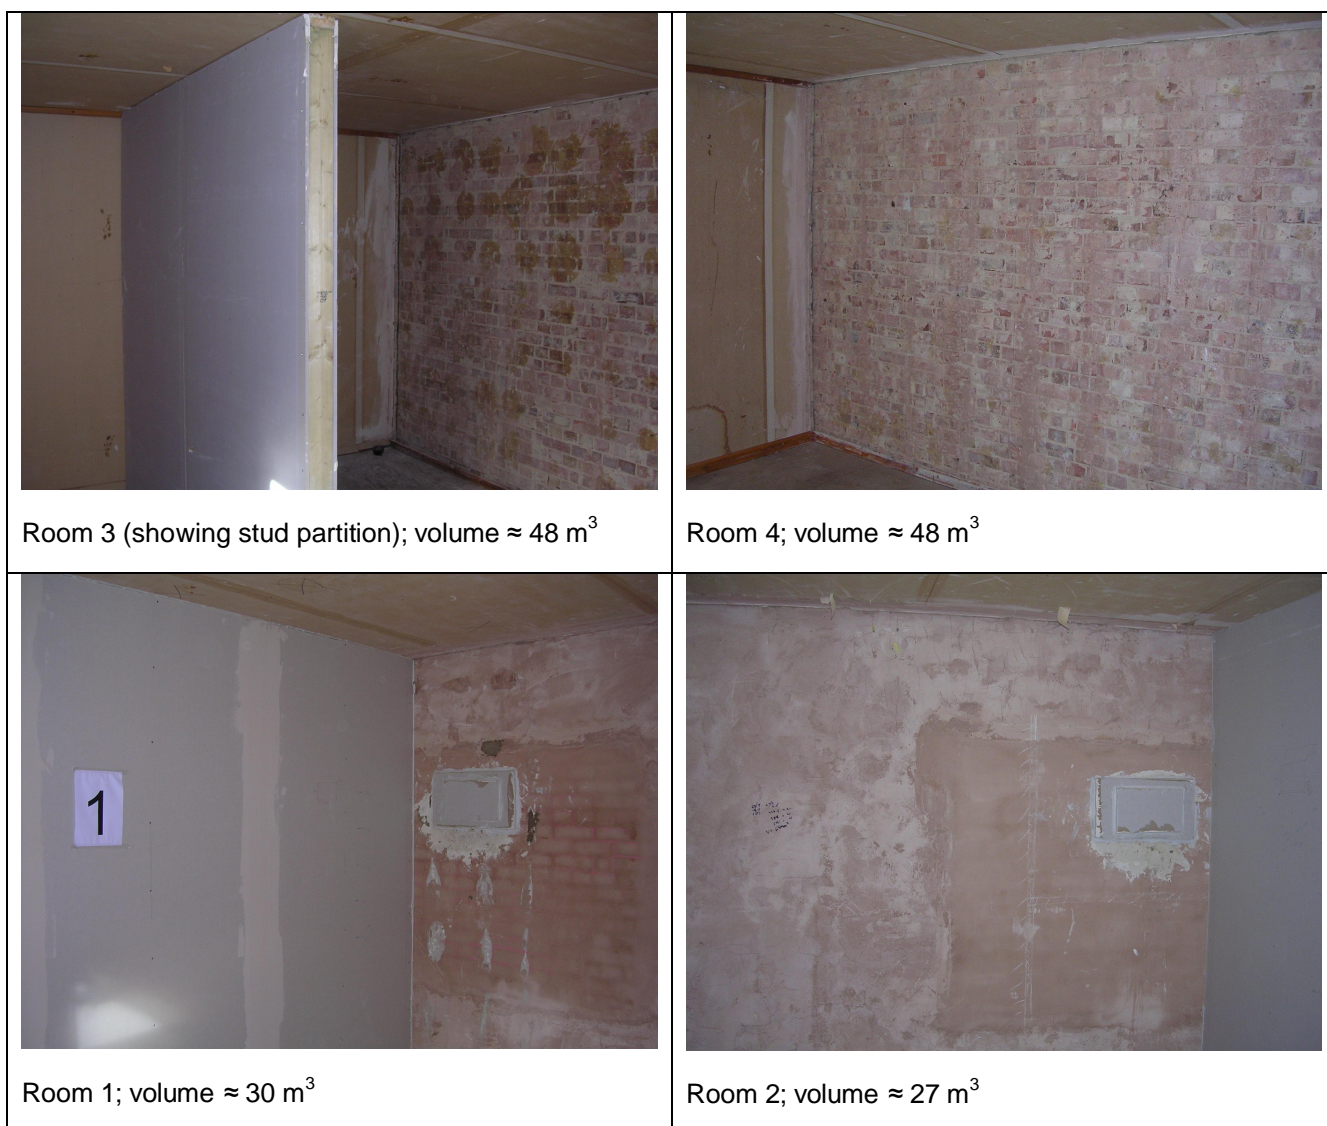 Room 3 (showing stud partition); volume ≈ 48 m³
Room 4; volume ≈ 48 m³
1
Room 1; volume ≈ 30 m³
Room 2; volume ≈ 27 m³